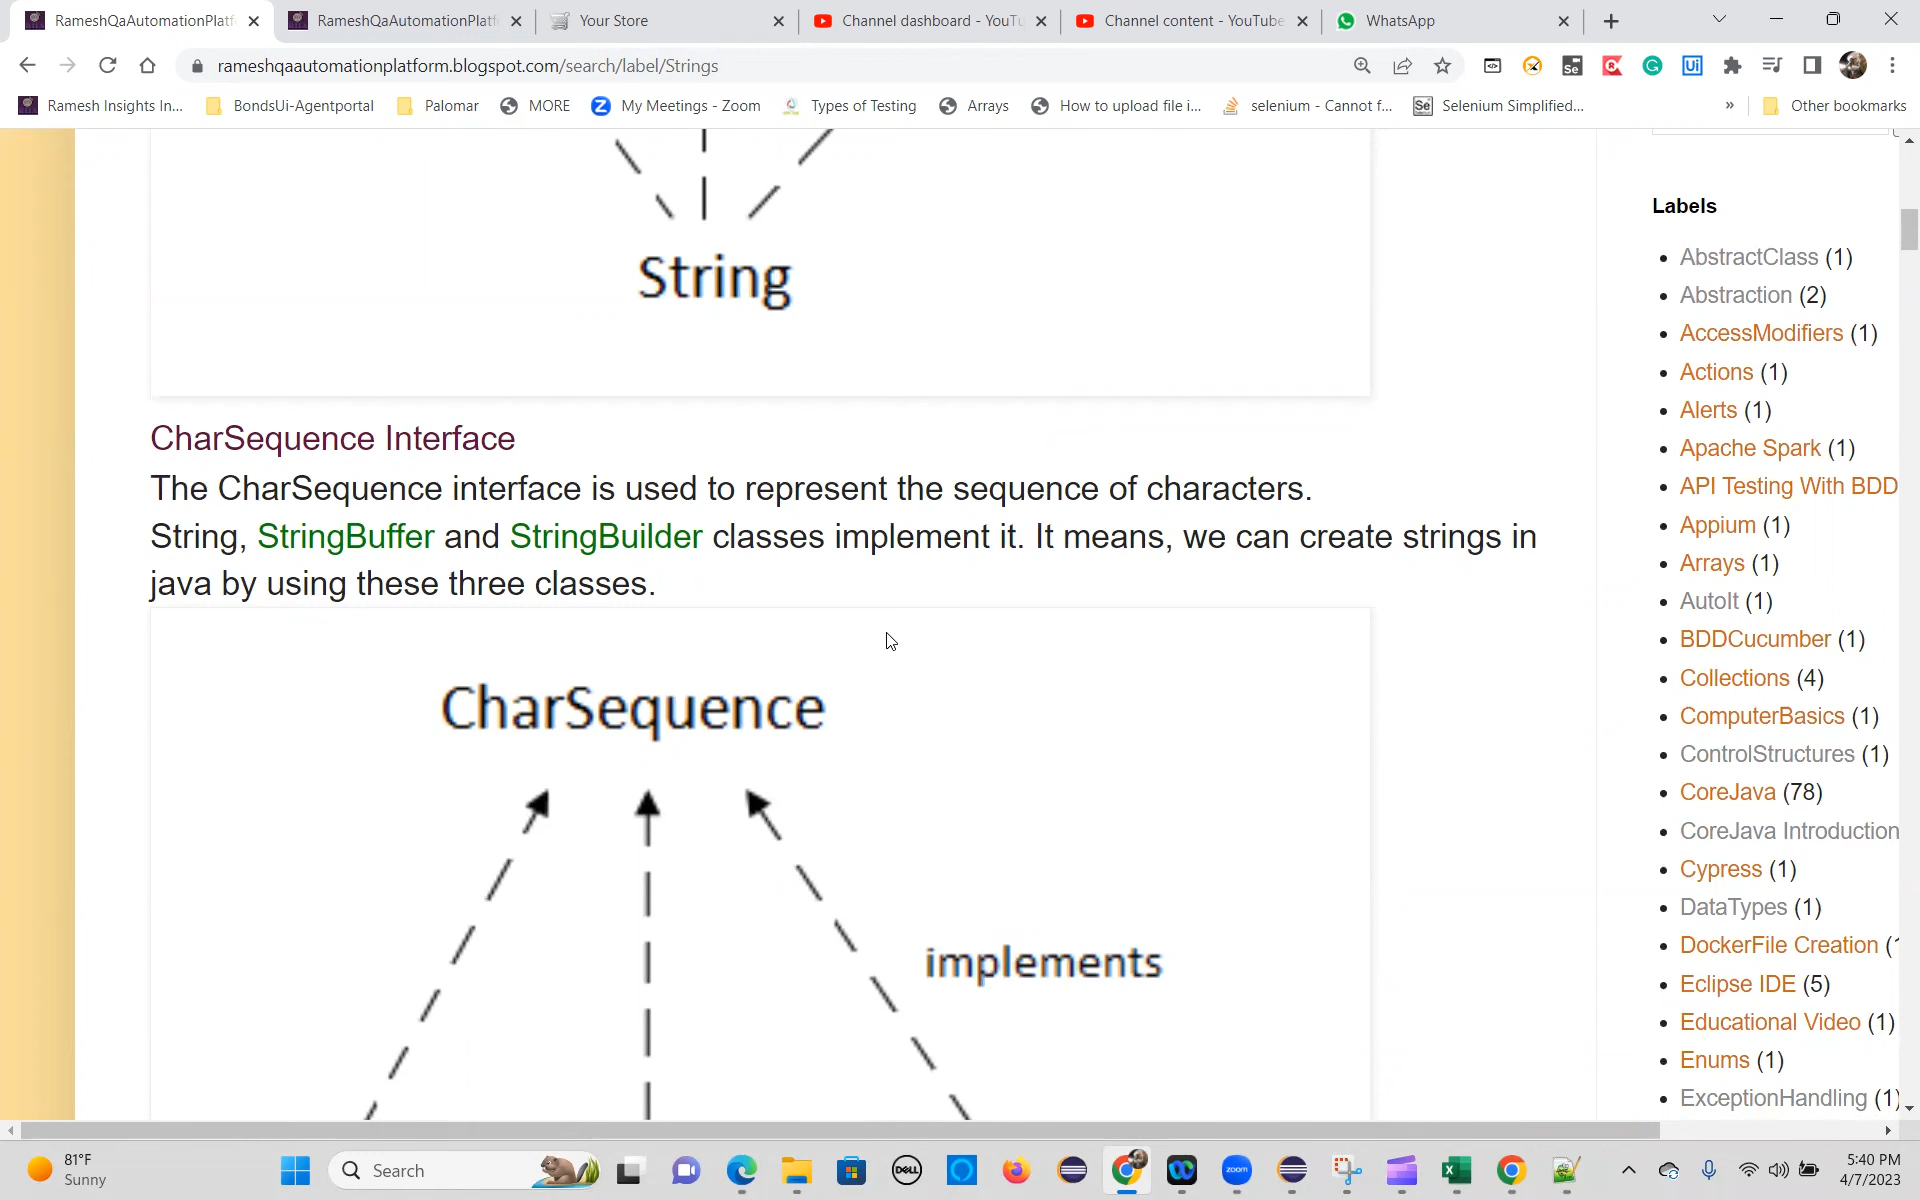 RameshQaAutomationPlatf
RameshQaAutomationPlatf
Your Store
Channel dashboard - YouTu
Channel content - YouTube
WhatsApp
rameshqaautomationplatform.blogspot.com/search/label/Strings
Ramesh Insights In...
BondsUi-Agentportal
Palomar
MORE
My Meetings - Zoom
Types of Testing
Arrays
How to upload file i...
selenium - Cannot f...
Selenium Simplified...
»
Other bookmarks
String
CharSequence Interface
The CharSequence interface is used to represent the sequence of characters.
String, StringBuffer and StringBuilder classes implement it. It means, we can create strings in
java by using these three classes.
CharSequence
implements
Labels
AbstractClass (1)
Abstraction (2)
AccessModifiers (1)
Actions (1)
Alerts (1)
Apache Spark (1)
API Testing With BDD
Appium (1)
Arrays (1)
AutoIt (1)
BDDCucumber (1)
Collections (4)
ComputerBasics (1)
ControlStructures (1)
CoreJava (78)
CoreJava Introduction
Cypress (1)
DataTypes (1)
DockerFile Creation (
Eclipse IDE (5)
Educational Video (1)
Enums (1)
ExceptionHandling (1)
81°F
Sunny
Search
DELL
zoom
5:40 PM
4/7/2023